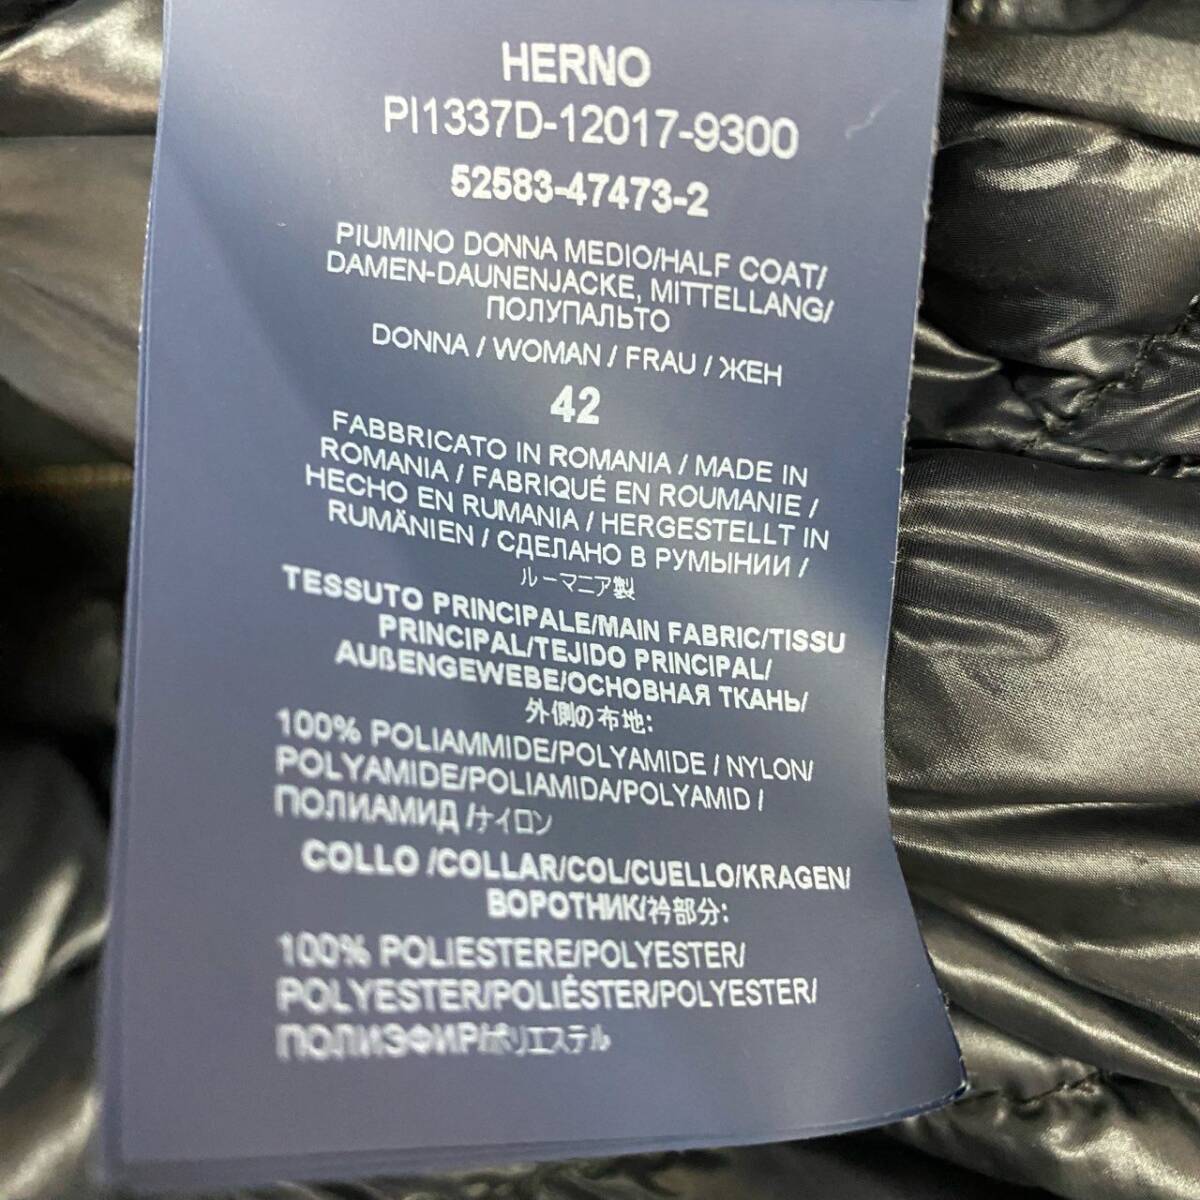 HERNO
PI1337D-12017-9300
52583-47473-2
PIUMINO DONNA MEDIO/HALF COAT/
DAMEN-DAUNENJACKE, MITTELLANG/
ПОЛУПАЛЬТО
DONNA / WOMAN / FRAU / ЖЕН
42
FABBRICATO IN ROMANIA / MADE IN
ROMANIA / FABRIQUÉ EN ROUMANIE /
HECHO EN RUMANIA / HERGESTELLT IN
RUMÄNIEN / СДЕЛАНО В РУМЫНИИ /
ルーマニア製
TESSUTO PRINCIPALE/MAIN FABRIC/TISSU
PRINCIPAL/TEJIDO PRINCIPAL/
AUßENGEWEBE/ОСНОВНАЯ ТКАНЬ/
外側の布地:
100% POLIAMMIDE/POLYAMIDE / NYLON/
POLYAMIDE/POLIAMIDA/POLYAMID /
ПОЛИАМИД /ナイロン
COLLO /COLLAR/COL/CUELLO/KRAGEN/
ВОРОТНИК/衿部分:
100% POLIESTERE/POLYESTER/
POLYESTER/POLIÉSTER/POLYESTER/
ПОЛИЭФИР/ポリエステル